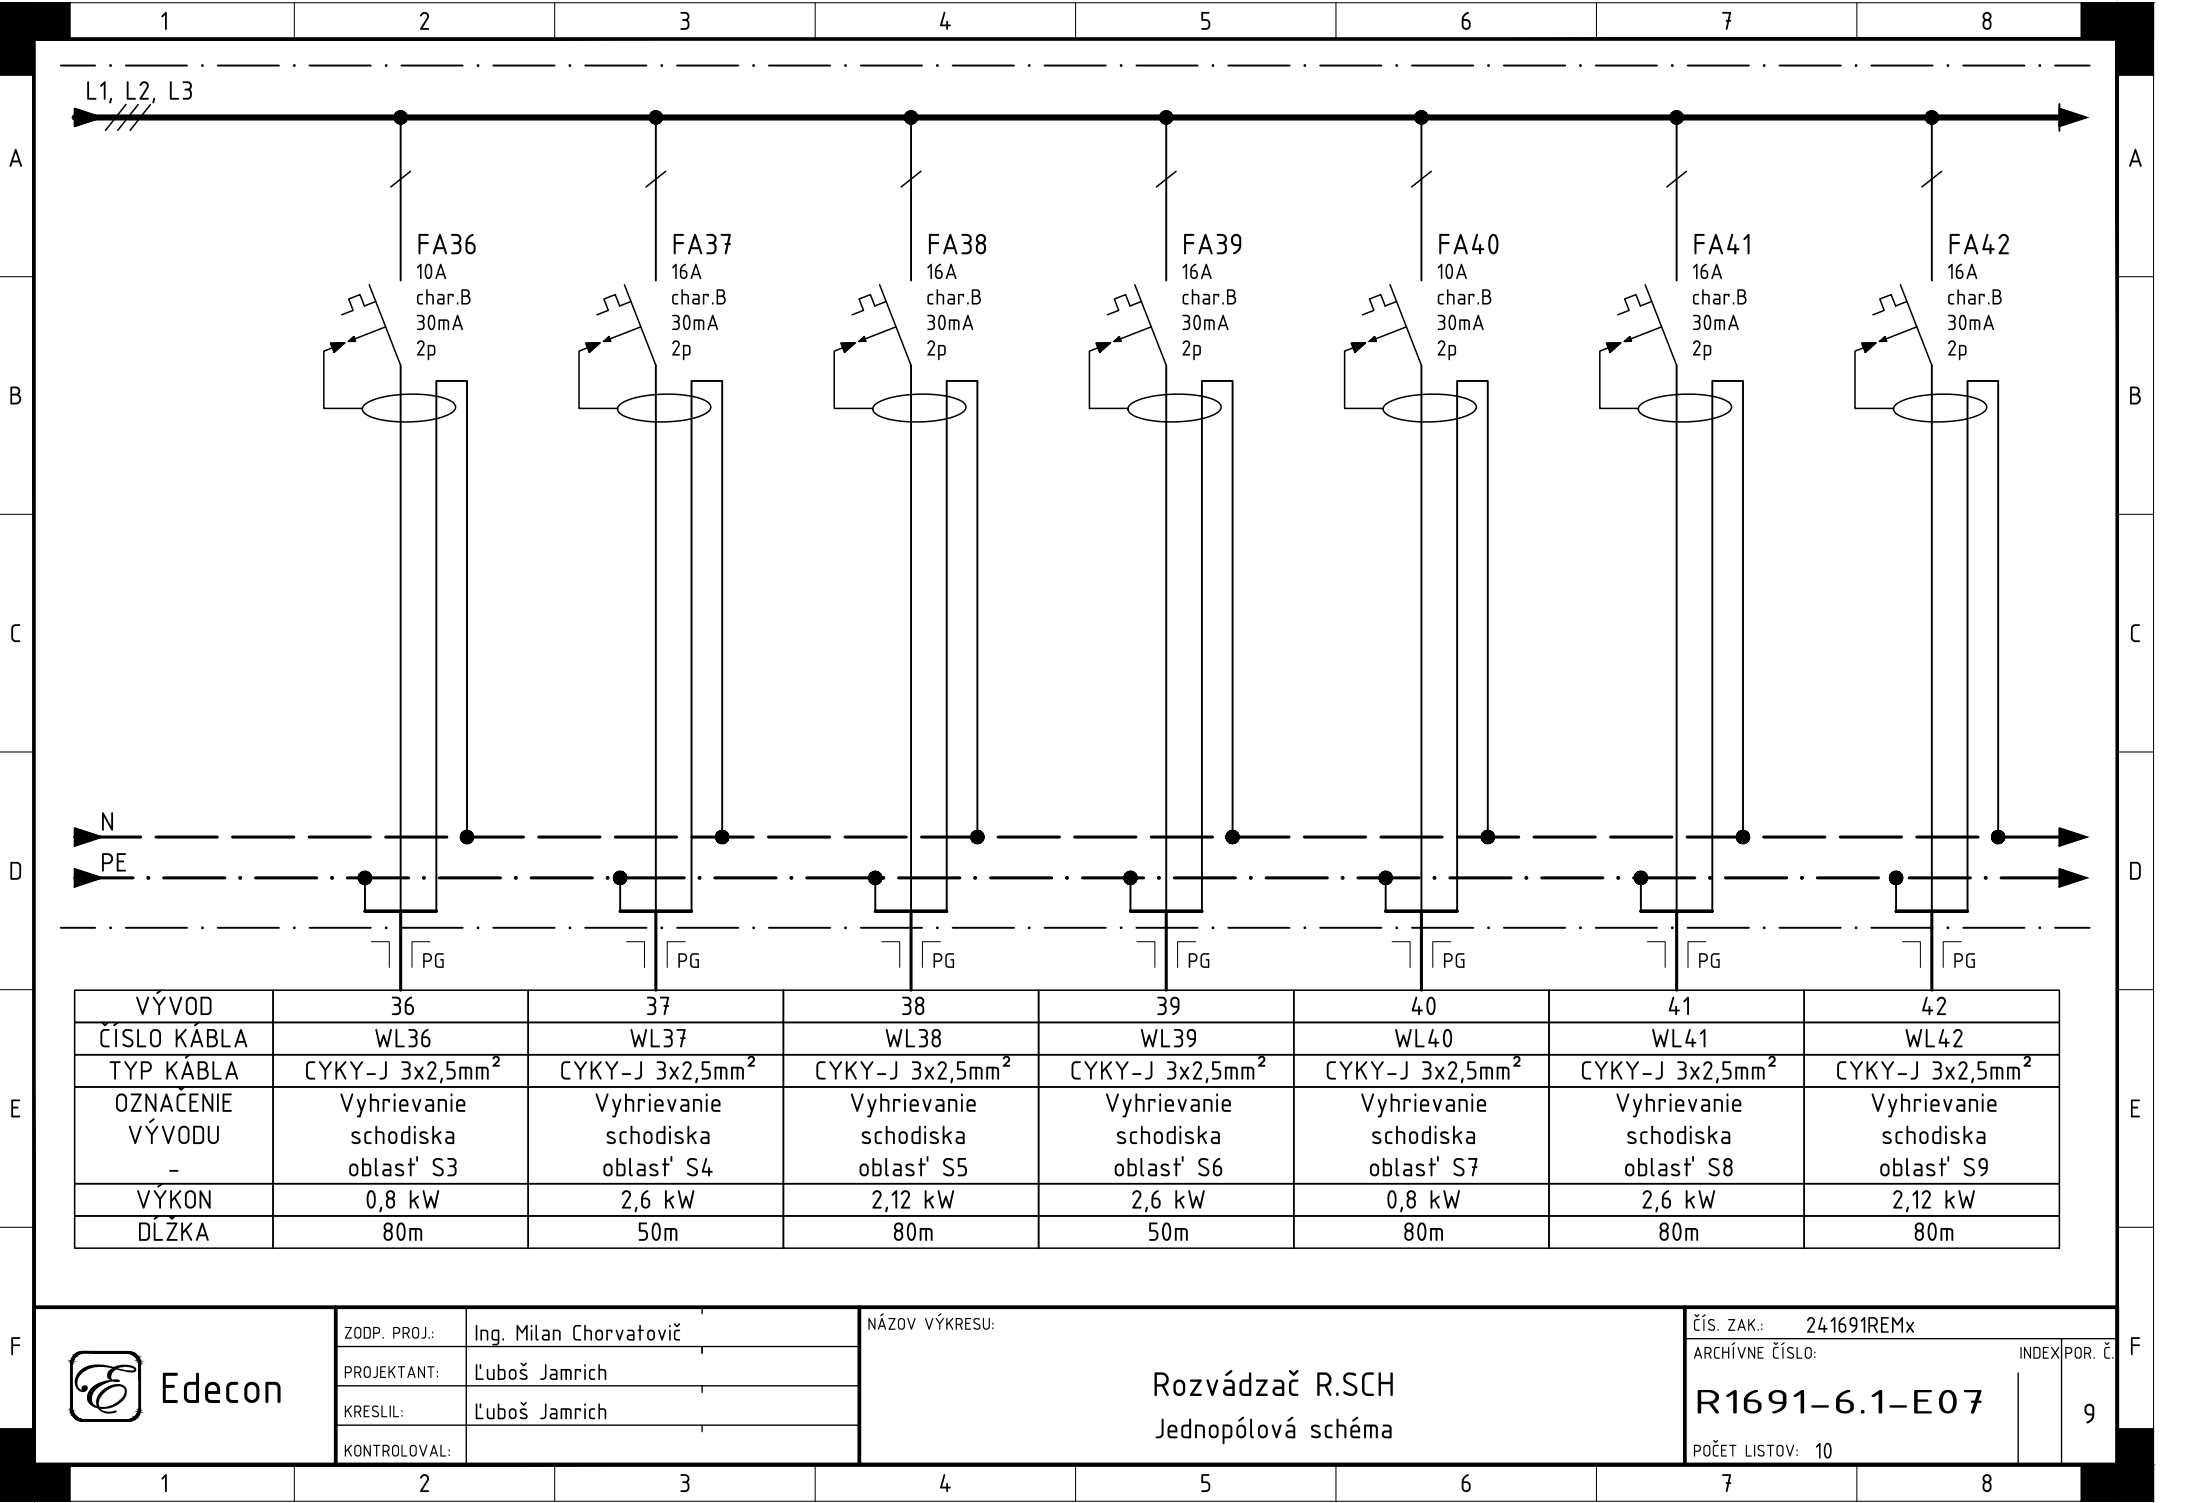 1 2 3 4 5 6 7 8
L1, L2, L3
A A
FA36 FA37 FA38 FA39 FA40 FA41 FA42
10A 16A 16A 16A 10A 16A 16A
char.B char.B char.B char.B char.B char.B char.B
30mA 30mA 30mA 30mA 30mA 30mA 30mA
2p 2p 2p 2p 2p 2p 2p
B B
C C
N
PE
D D
PG PG PG PG PG PG PG
VÝVOD 36 37 38 39 40 41 42
ČÍSLO KÁBLA WL36 WL37 WL38 WL39 WL40 WL41 WL42
TYP KÁBLA CYKY-J 3x2,5mm² CYKY-J 3x2,5mm² CYKY-J 3x2,5mm² CYKY-J 3x2,5mm² CYKY-J 3x2,5mm² CYKY-J 3x2,5mm² CYKY-J 3x2,5mm²
OZNAČENIE Vyhrievanie Vyhrievanie Vyhrievanie Vyhrievanie Vyhrievanie Vyhrievanie Vyhrievanie
VÝVODU schodiska schodiska schodiska schodiska schodiska schodiska schodiska
- oblasť S3 oblasť S4 oblasť S5 oblasť S6 oblasť S7 oblasť S8 oblasť S9
E E
VÝKON 0,8 kW 2,6 kW 2,12 kW 2,6 kW 0,8 kW 2,6 kW 2,12 kW
DĹŽKA 80m 50m 80m 50m 80m 80m 80m
F F
Edecon
ZODP. PROJ.: Ing. Milan Chorvatovič
PROJEKTANT: Ľuboš Jamrich
KRESLIL: Ľuboš Jamrich
KONTROLOVAL:
NÁZOV VÝKRESU:
Rozvádzač R.SCH
Jednopólová schéma
ČÍS. ZAK.: 241691REMx
ARCHÍVNE ČÍSLO: INDEX POR. Č.
R1691-6.1-E07
9
POČET LISTOV: 10
1 2 3 4 5 6 7 8